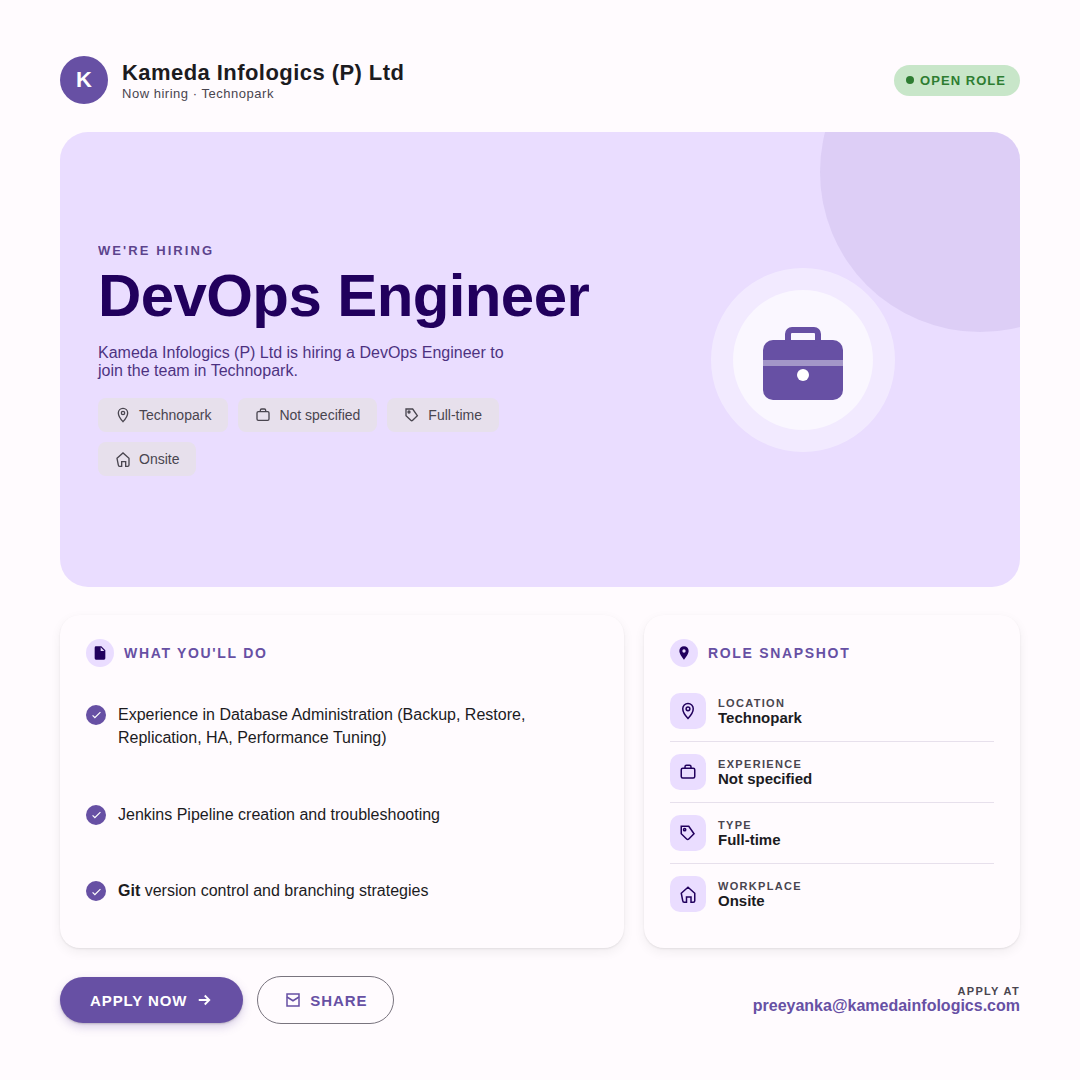 K
Kameda Infologics (P) Ltd
Now hiring · Technopark
OPEN ROLE
WE'RE HIRING
DevOps Engineer
Kameda Infologics (P) Ltd is hiring a DevOps Engineer to
join the team in Technopark.
Technopark
Not specified
Full-time
Onsite
WHAT YOU'LL DO
Experience in Database Administration (Backup, Restore,
Replication, HA, Performance Tuning)
Jenkins Pipeline creation and troubleshooting
Git version control and branching strategies
ROLE SNAPSHOT
LOCATION
Technopark
EXPERIENCE
Not specified
TYPE
Full-time
WORKPLACE
Onsite
APPLY NOW
SHARE
APPLY AT
preeyanka@kamedainfologics.com